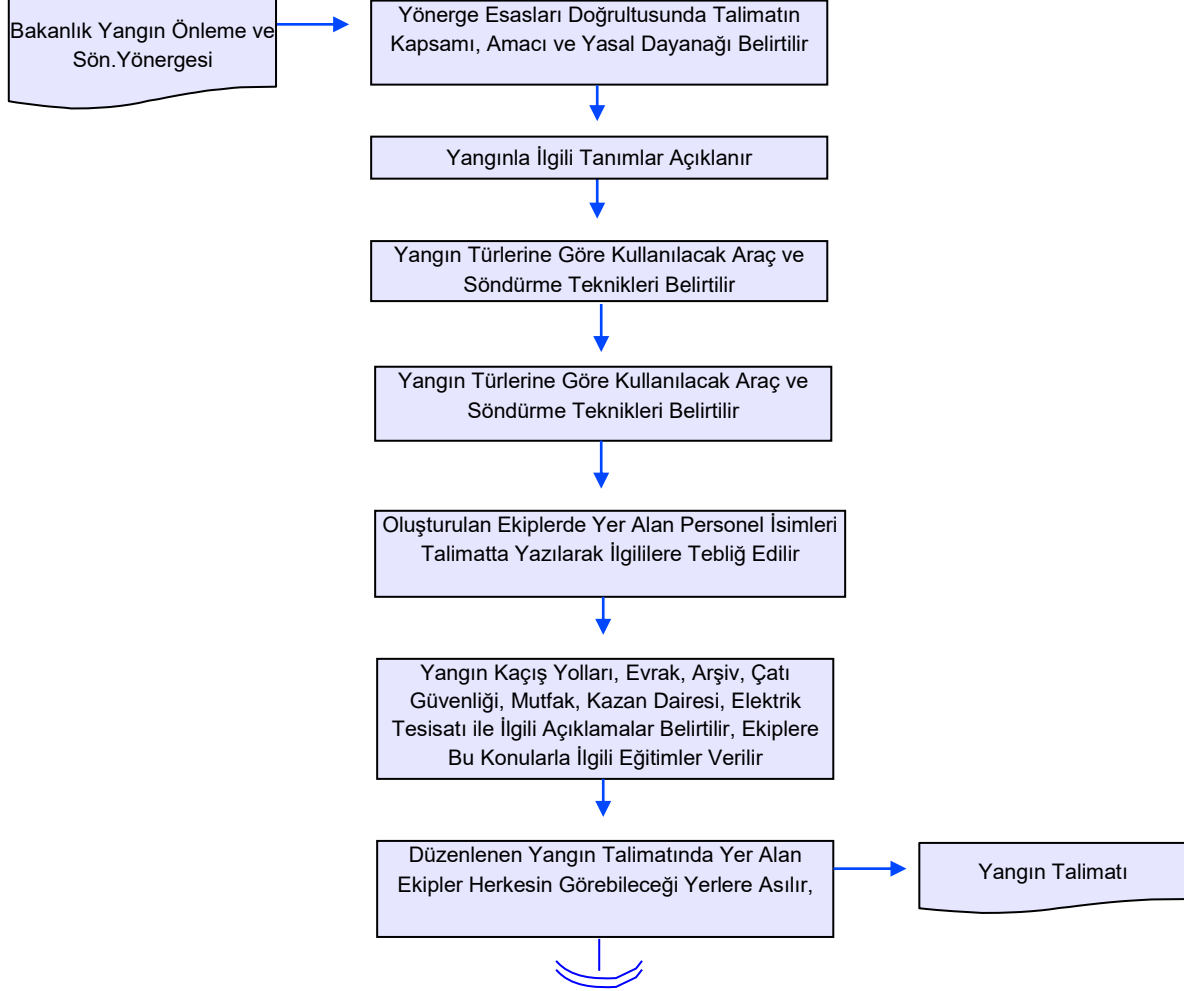 Bakanlık Yangın Önleme ve
Sön.Yönergesi
Yönerge Esasları Doğrultusunda Talimatın
Kapsamı, Amacı ve Yasal Dayanağı Belirtilir
Yangınla İlgili Tanımlar Açıklanır
Yangın Türlerine Göre Kullanılacak Araç ve
Söndürme Teknikleri Belirtilir
Yangın Türlerine Göre Kullanılacak Araç ve
Söndürme Teknikleri Belirtilir
Oluşturulan Ekiplerde Yer Alan Personel İsimleri
Talimatta Yazılarak İlgililere Tebliğ Edilir
Yangın Kaçış Yolları, Evrak, Arşiv, Çatı
Güvenliği, Mutfak, Kazan Dairesi, Elektrik
Tesisatı ile İlgili Açıklamalar Belirtilir, Ekiplere
Bu Konularla İlgili Eğitimler Verilir
Düzenlenen Yangın Talimatında Yer Alan
Ekipler Herkesin Görebileceği Yerlere Asılır,
Yangın Talimatı